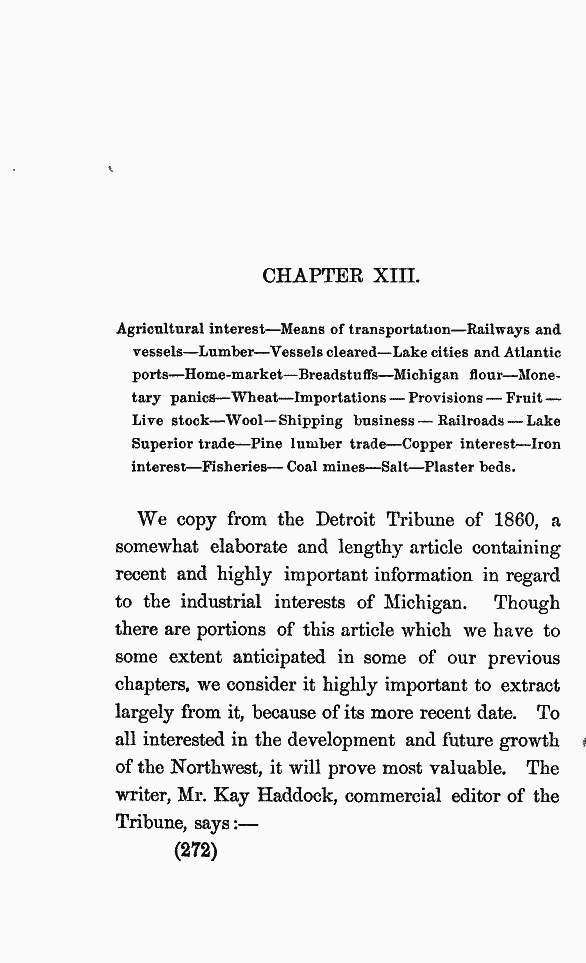 CHAPTER XIII.
Agricultural interest—Means of transportation—Railways and
vessels—Lumber—Vessels cleared—Lake cities and Atlantic
ports—Home-market—Breadstuffs—Michigan flour—Mone-
tary panics—Wheat—Importations—Provisions—Fruit—
Live stock—Wool—Shipping business—Railroads—Lake
Superior trade—Pine lumber trade—Copper interest—Iron
interest—Fisheries—Coal mines—Salt—Plaster beds.
We copy from the Detroit Tribune of 1860, a
somewhat elaborate and lengthy article containing
recent and highly important information in regard
to the industrial interests of Michigan. Though
there are portions of this article which we have to
some extent anticipated in some of our previous
chapters, we consider it highly important to extract
largely from it, because of its more recent date. To
all interested in the development and future growth
of the Northwest, it will prove most valuable. The
writer, Mr. Kay Haddock, commercial editor of the
Tribune, says:—
(272)